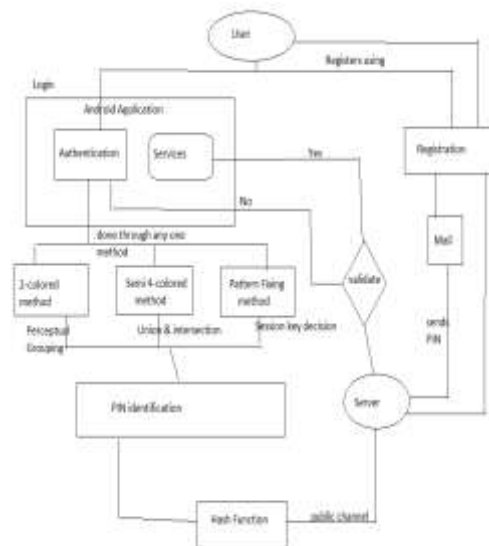 User
Registers using
Login
Android Application
Authentication
Services
Registration
Yes
No
Mail
done through any one
method
validate
2-colored
method
Semi 4-colored
method
Pattern Fixing
method
Perceptual
Grouping
Union & intersection
Session key decision
sends
PIN
PIN identification
Server
Hash Function
public channel